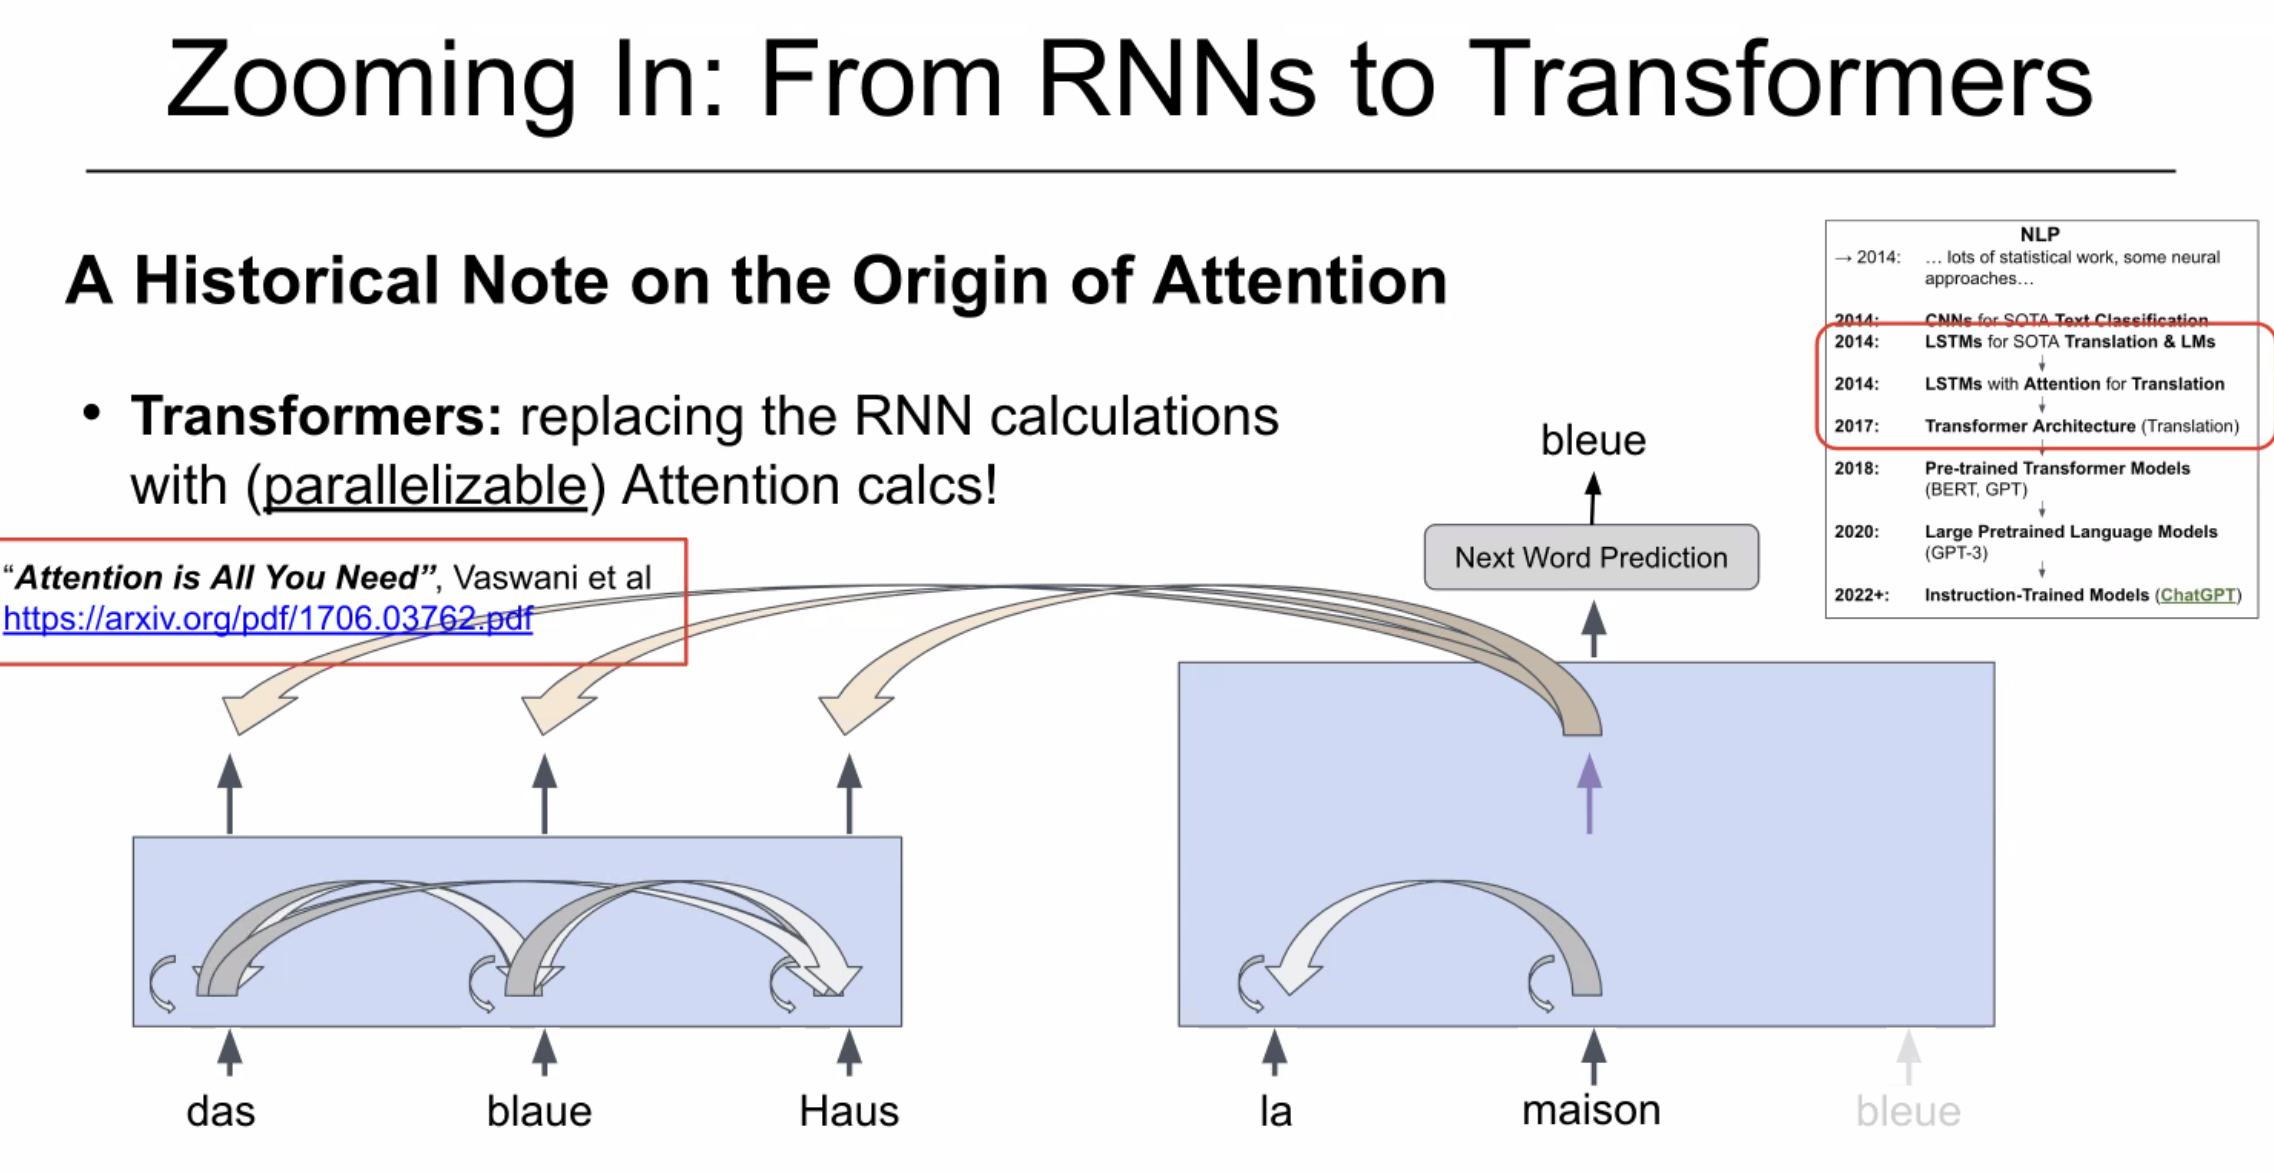 Zooming In: From RNNs to Transformers
A Historical Note on the Origin of Attention
• Transformers: replacing the RNN calculations
with (parallelizable) Attention calcs!
“Attention is All You Need”, Vaswani et al
https://arxiv.org/pdf/1706.03762.pdf
NLP
→ 2014: … lots of statistical work, some neural
approaches…
2014: CNNs for SOTA Text Classification
2014: LSTMs for SOTA Translation & LMs
2014: LSTMs with Attention for Translation
2017: Transformer Architecture (Translation)
2018: Pre-trained Transformer Models
(BERT, GPT)
2020: Large Pretrained Language Models
(GPT-3)
2022+: Instruction-Trained Models (ChatGPT)
bleue
Next Word Prediction
das blaue Haus la maison bleue